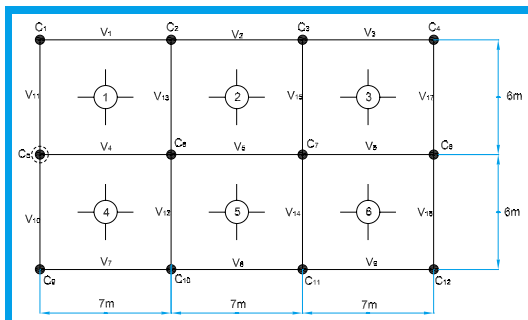 C1 V1 C2 V2 C3 V3 C4
V11 1 V13 2 V15 3 V17 6m
C5 V4 C6 V5 C7 V6 C8
V10 4 V12 5 V14 6 V16 6m
C9 V7 C10 V8 C11 V9 C12
7m 7m 7m